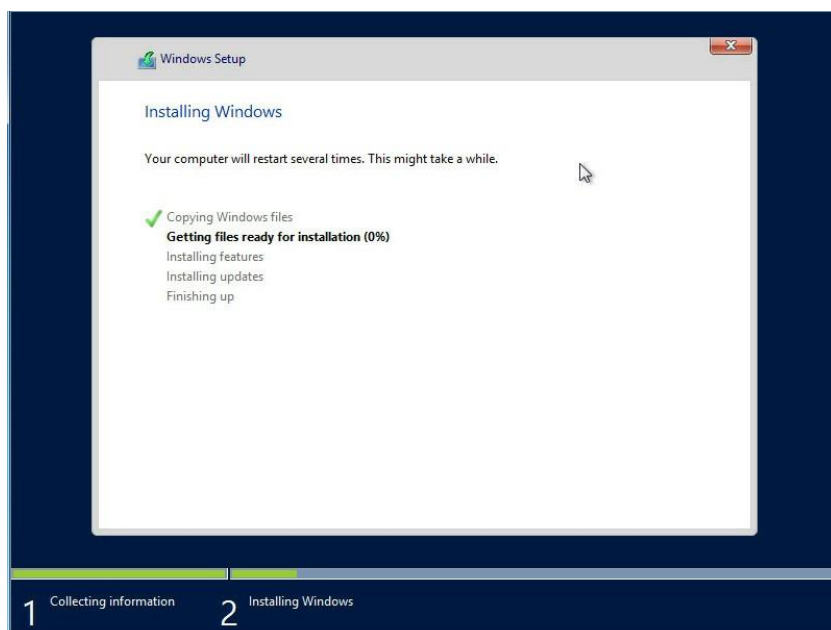 Windows Setup
Installing Windows
Your computer will restart several times. This might take a while.
Copying Windows files
Getting files ready for installation (0%)
Installing features
Installing updates
Finishing up
1 Collecting information
2 Installing Windows